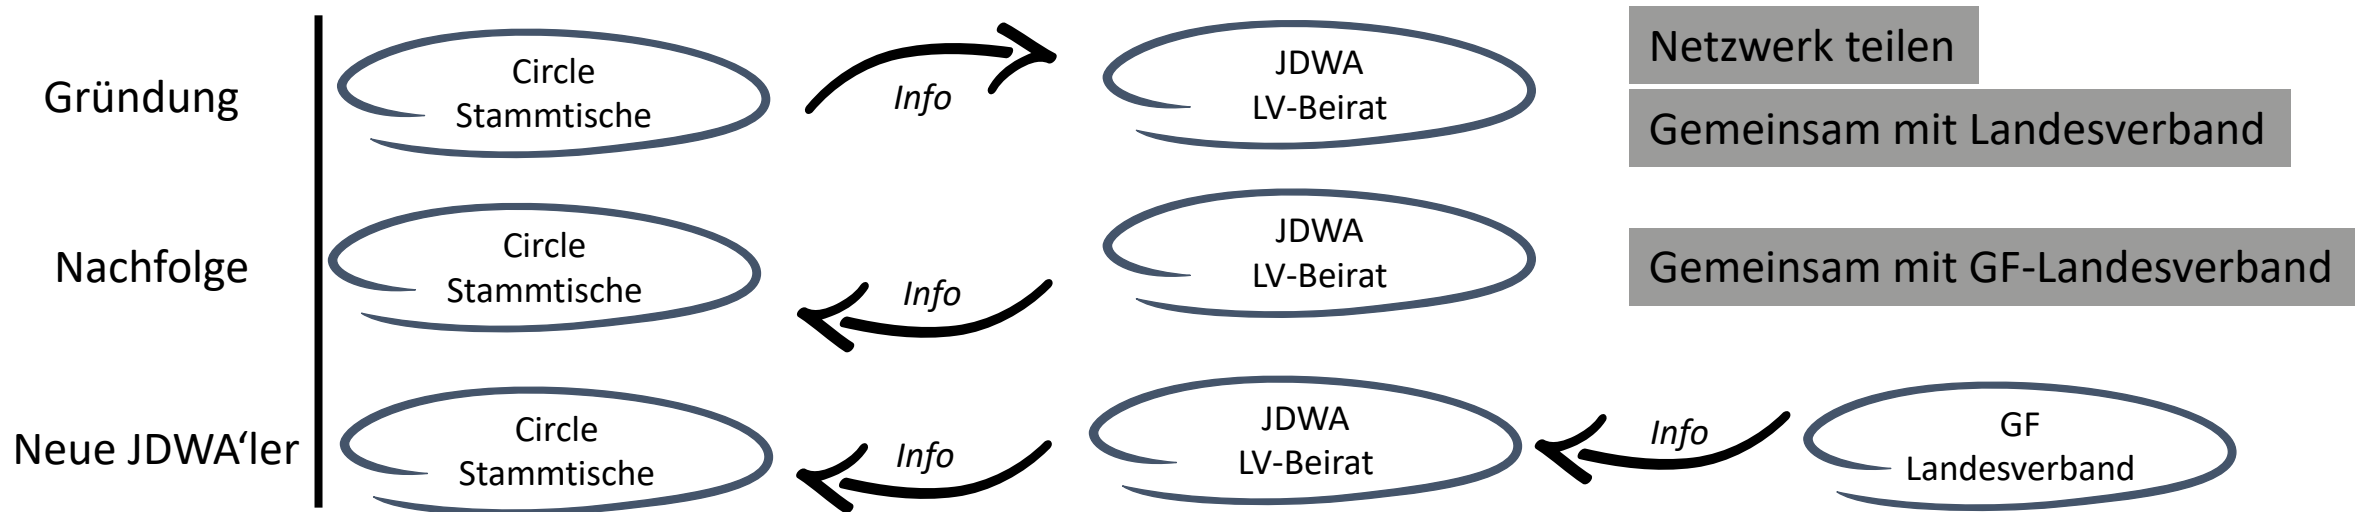 Gründung
Circle
Stammtische
Info
JDWA
LV-Beirat
Netzwerk teilen
Gemeinsam mit Landesverband
Nachfolge
Circle
Stammtische
Info
JDWA
LV-Beirat
Gemeinsam mit GF-Landesverband
Neue JDWA‘ler
Circle
Stammtische
Info
JDWA
LV-Beirat
Info
GF
Landesverband